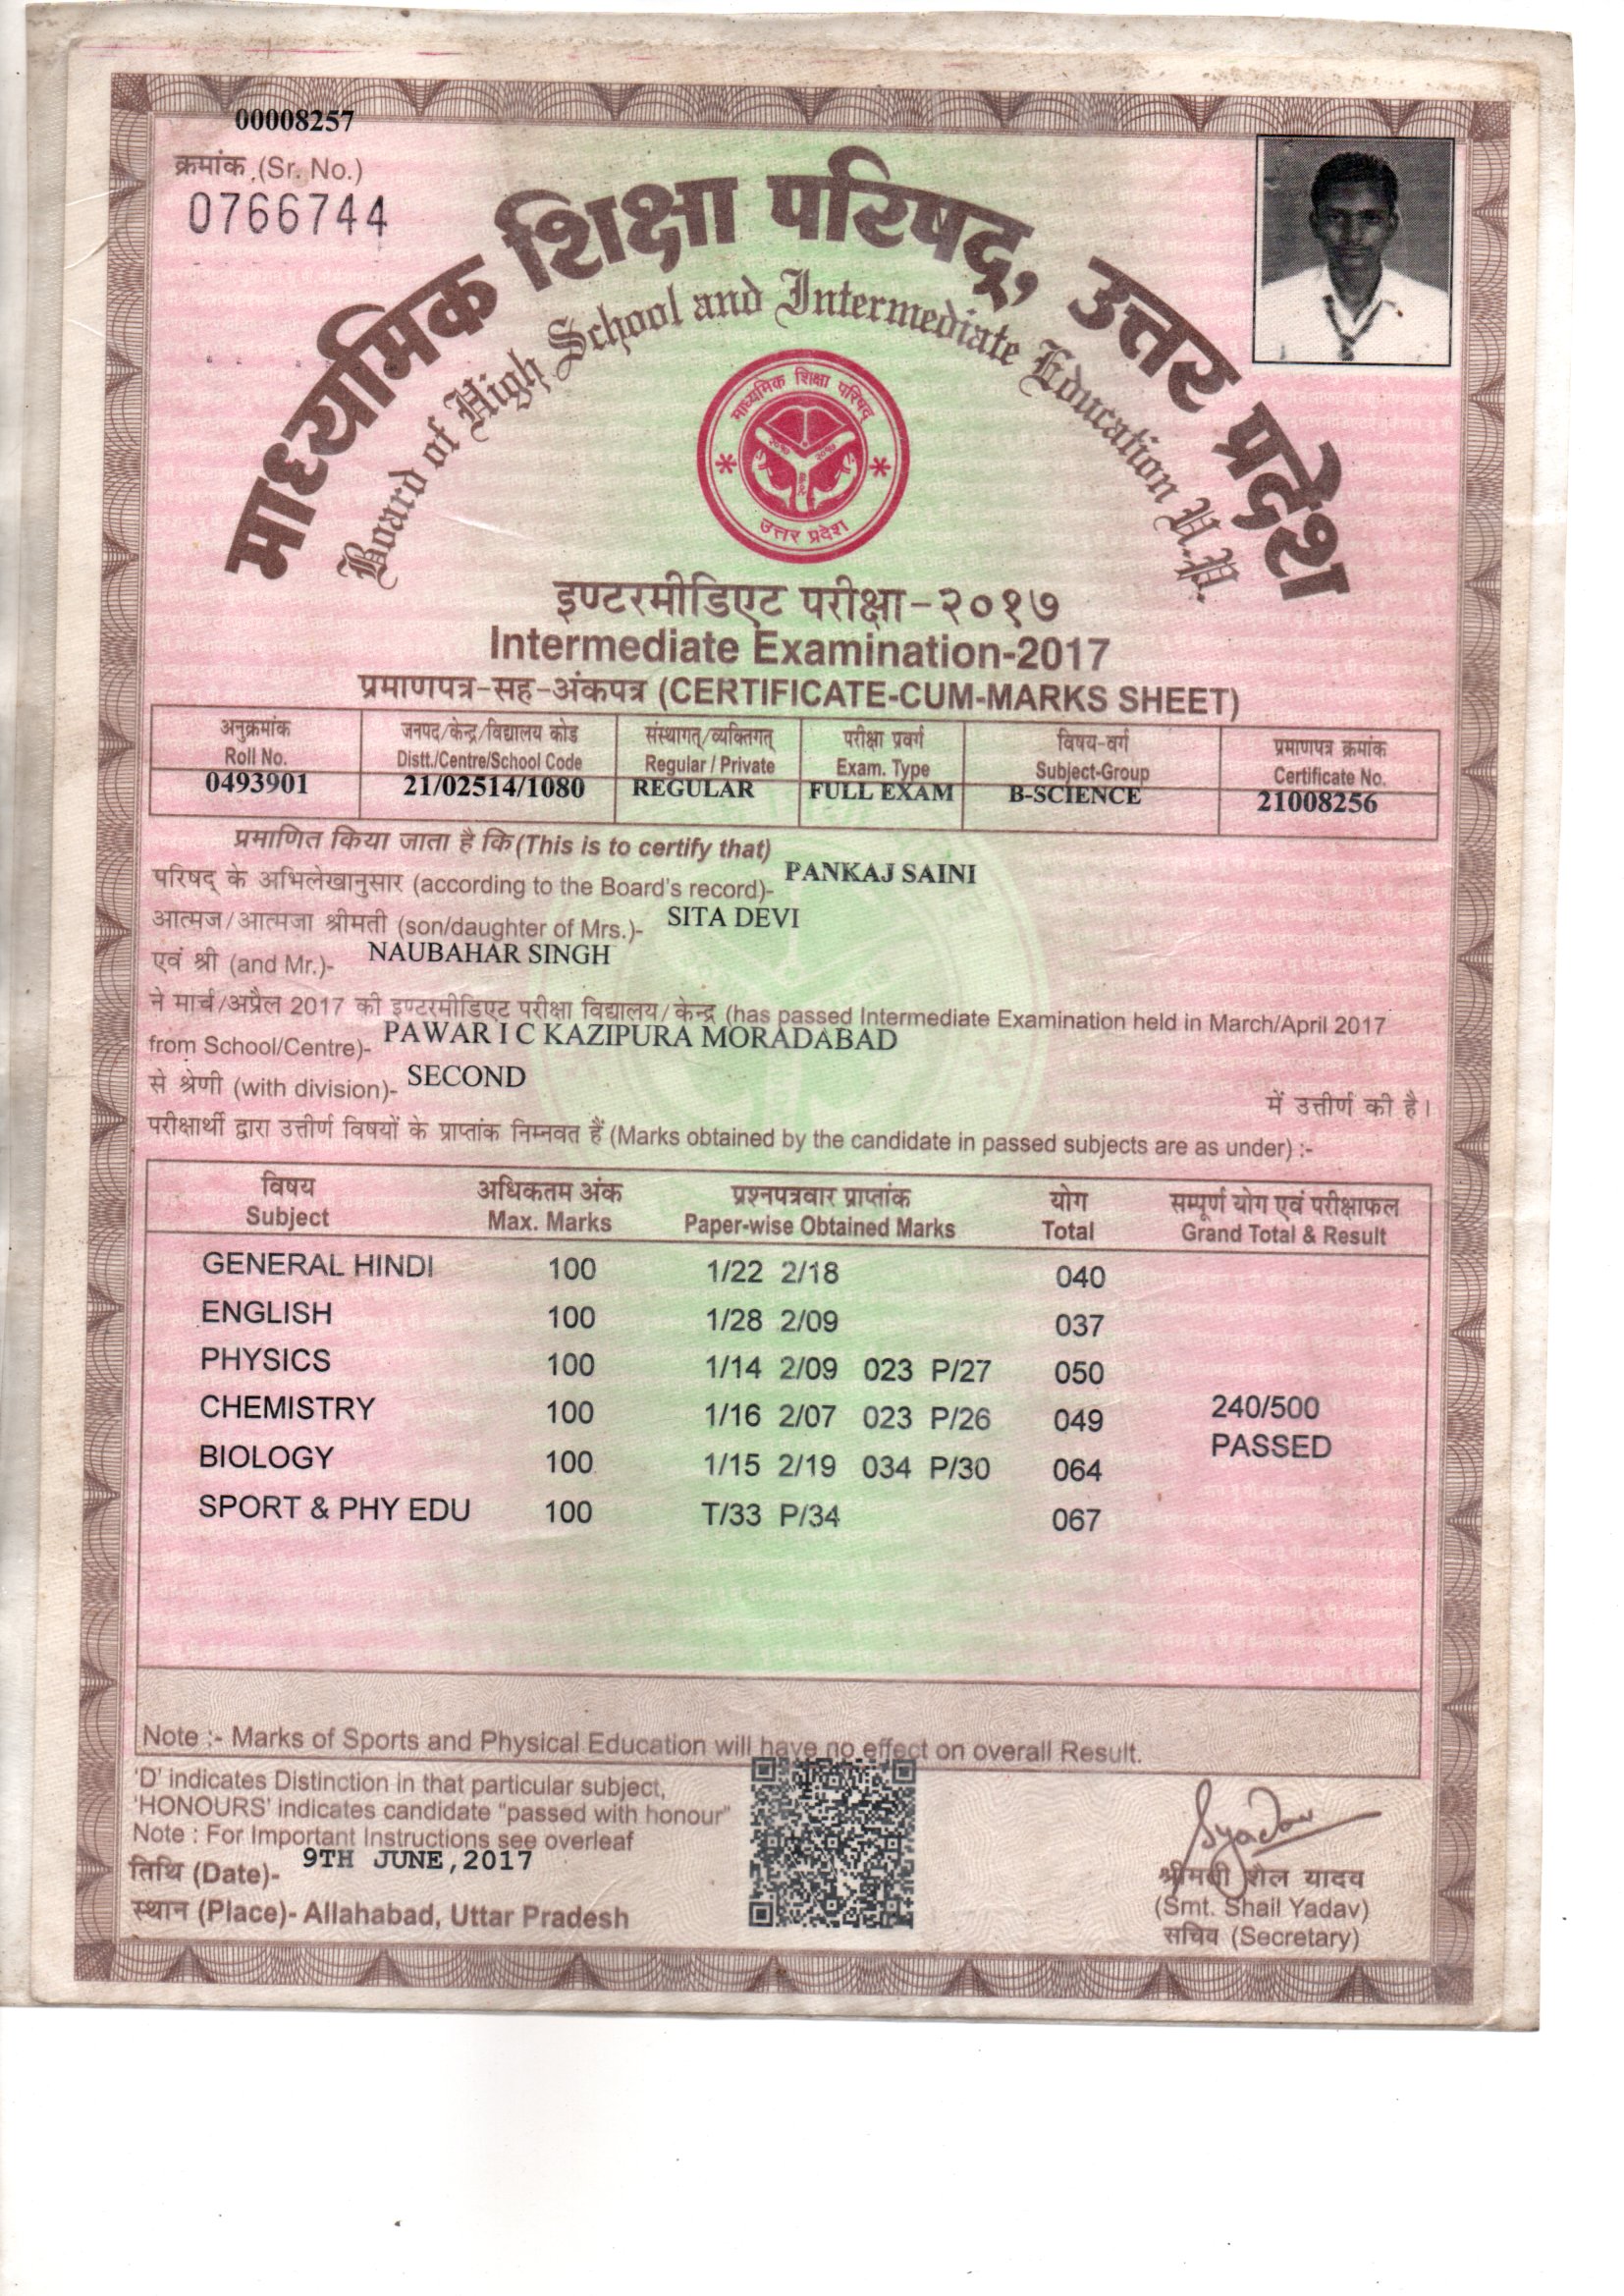 00008257
क्रमांक (Sr. No.)
0766744
माध्यमिक शिक्षा परिषद्, उत्तर प्रदेश
Board of High School and Intermediate Education U.P.
माध्यमिक शिक्षा परिषद्
उत्तर प्रदेश
इण्टरमीडिएट परीक्षा-२०१७
Intermediate Examination-2017
प्रमाणपत्र-सह-अंकपत्र (CERTIFICATE-CUM-MARKS SHEET)
अनुक्रमांक जनपद/केन्द्र/विद्यालय कोड संस्थागत्/व्यक्तिगत् परीक्षा प्रवर्ग विषय-वर्ग प्रमाणपत्र क्रमांक
Roll No. Distt./Centre/School Code Regular / Private Exam. Type Subject-Group Certificate No.
0493901 21/02514/1080 REGULAR FULL EXAM B-SCIENCE 21008256
प्रमाणित किया जाता है कि (This is to certify that)
परिषद् के अभिलेखानुसार (according to the Board's record)- PANKAJ SAINI
आत्मज/आत्मजा श्रीमती (son/daughter of Mrs.)- SITA DEVI
एवं श्री (and Mr.)- NAUBAHAR SINGH
ने मार्च/अप्रैल 2017 की इण्टरमीडिएट परीक्षा विद्यालय/केन्द्र (has passed Intermediate Examination held in March/April 2017
from School/Centre)- PAWAR I C KAZIPURA MORADABAD
से श्रेणी (with division)- SECOND में उत्तीर्ण की है।
परीक्षार्थी द्वारा उत्तीर्ण विषयों के प्राप्तांक निम्नवत हैं (Marks obtained by the candidate in passed subjects are as under) :-
विषय अधिकतम अंक प्रश्नपत्रवार प्राप्तांक योग सम्पूर्ण योग एवं परीक्षाफल
Subject Max. Marks Paper-wise Obtained Marks Total Grand Total & Result
GENERAL HINDI 100 1/22 2/18 040
ENGLISH 100 1/28 2/09 037
PHYSICS 100 1/14 2/09 023 P/27 050
CHEMISTRY 100 1/16 2/07 023 P/26 049 240/500
BIOLOGY 100 1/15 2/19 034 P/30 064 PASSED
SPORT & PHY EDU 100 T/33 P/34 067
Note :- Marks of Sports and Physical Education will have no effect on overall Result.
'D' indicates Distinction in that particular subject,
'HONOURS' indicates candidate "passed with honour"
Note : For Important Instructions see overleaf
तिथि (Date)- 9TH JUNE,2017
स्थान (Place)- Allahabad, Uttar Pradesh
Syadav
श्रीमती शैल यादव
(Smt. Shail Yadav)
सचिव (Secretary)